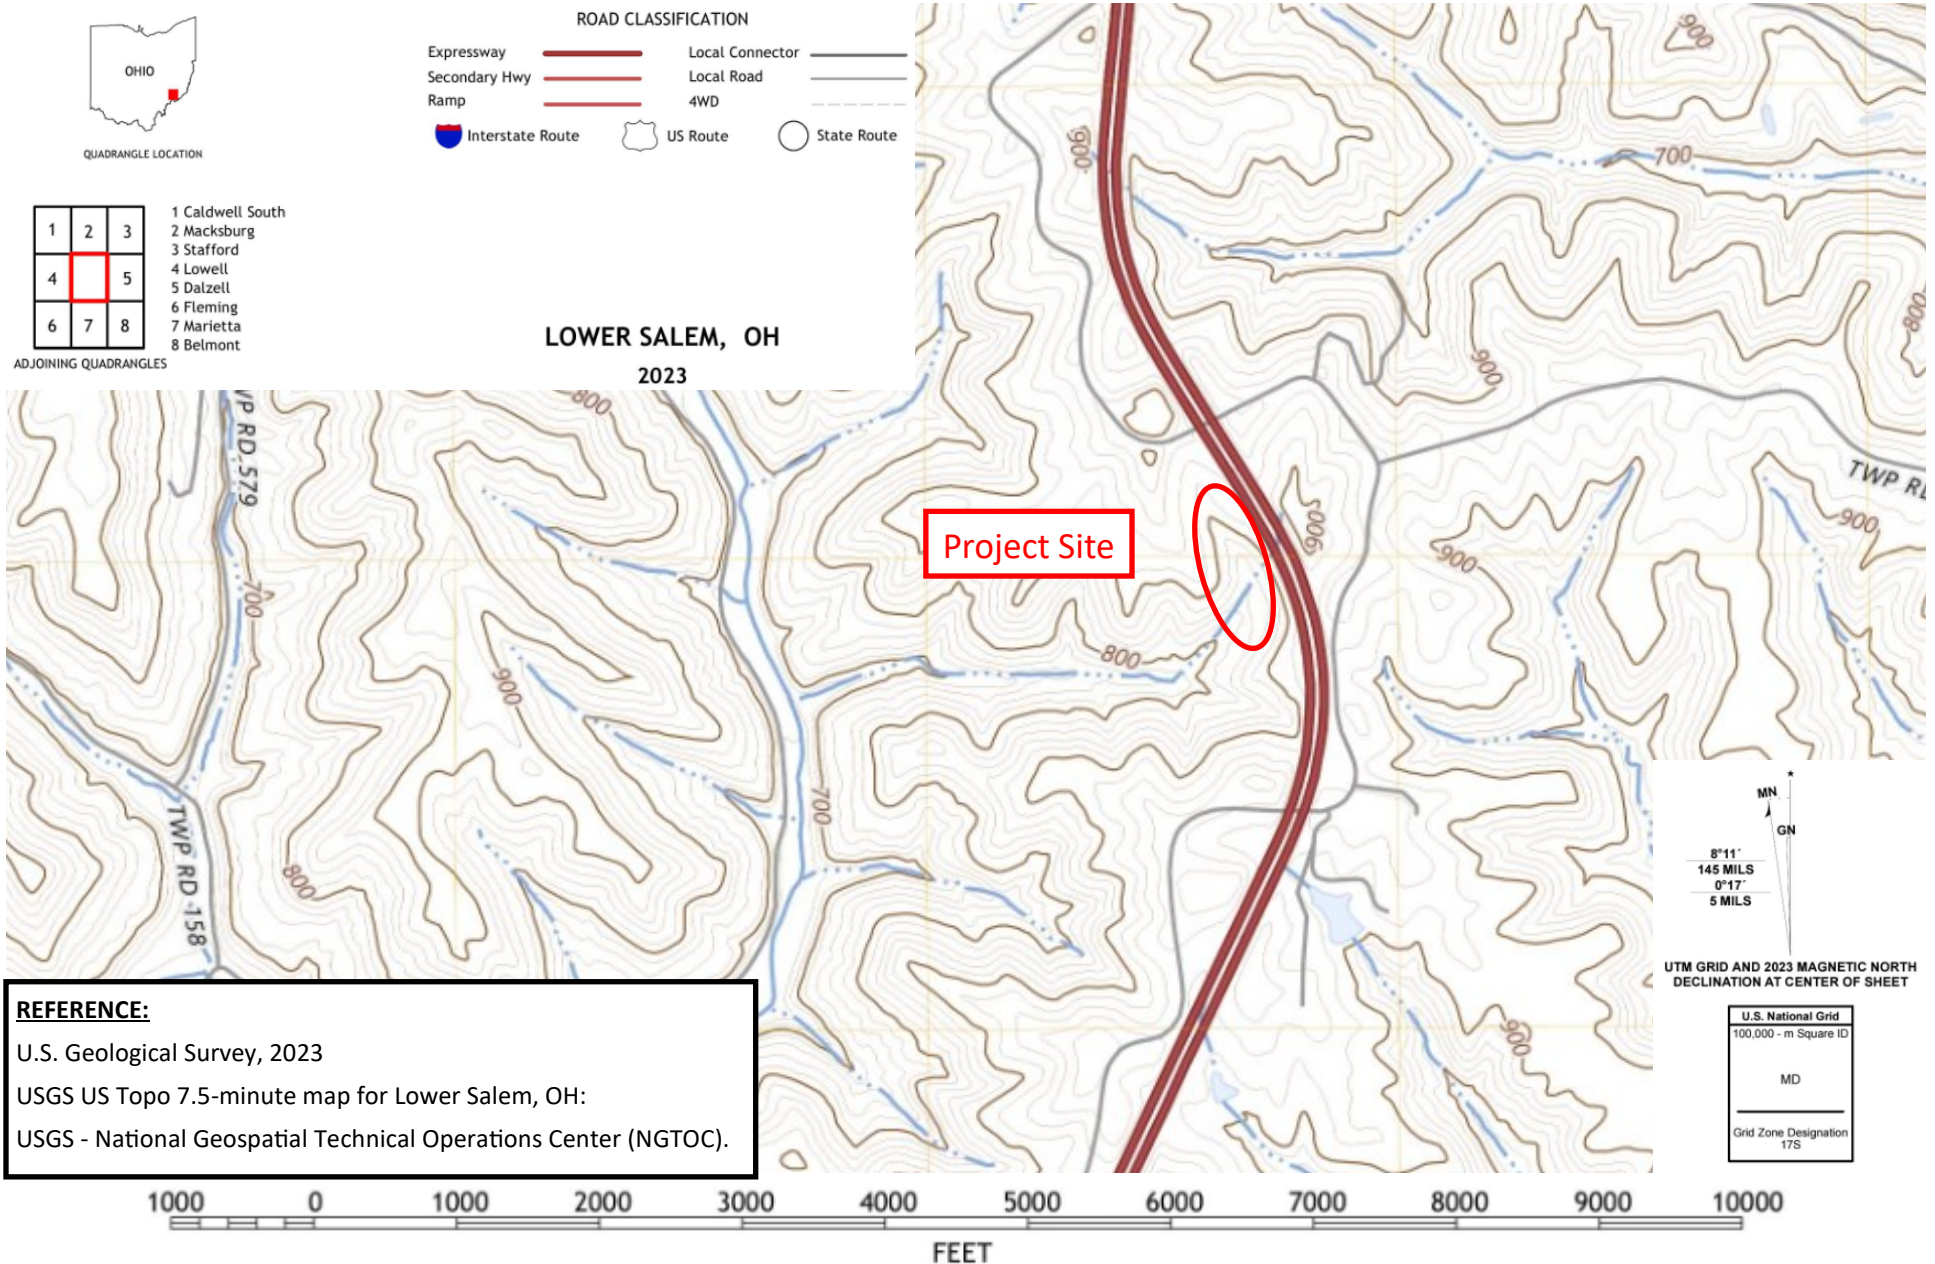 OHIO
QUADRANGLE LOCATION
ROAD CLASSIFICATION
Expressway
Secondary Hwy
Ramp
Local Connector
Local Road
4WD
Interstate Route
US Route
State Route
1 2 3
4 5
6 7 8
ADJOINING QUADRANGLES
1 Caldwell South
2 Macksburg
3 Stafford
4 Lowell
5 Dalzell
6 Fleming
7 Marietta
8 Belmont
LOWER SALEM, OH
2023
900
900
700
800
900
800
WP RD 579
TWP RD
Project Site
900
900
900
700
800
900
700
TWP RD 158
800
900
MN
GN
8°11´
145 MILS
0°17´
5 MILS
UTM GRID AND 2023 MAGNETIC NORTH
DECLINATION AT CENTER OF SHEET
U.S. National Grid
100,000 - m Square ID
MD
Grid Zone Designation
17S
REFERENCE:
U.S. Geological Survey, 2023
USGS US Topo 7.5-minute map for Lower Salem, OH:
USGS - National Geospatial Technical Operations Center (NGTOC).
1000 0 1000 2000 3000 4000 5000 6000 7000 8000 9000 10000
FEET